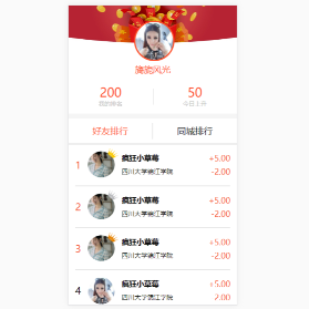 旖旎风光
200
50
我的排名
今日上升
好友排行
同城排行
1
疯狂小草莓
+5.00
四川大学锦江学院
-2.00
2
疯狂小草莓
+5.00
四川大学锦江学院
-2.00
3
疯狂小草莓
+5.00
四川大学锦江学院
-2.00
4
疯狂小草莓
+5.00
四川大学锦江学院
-2.00